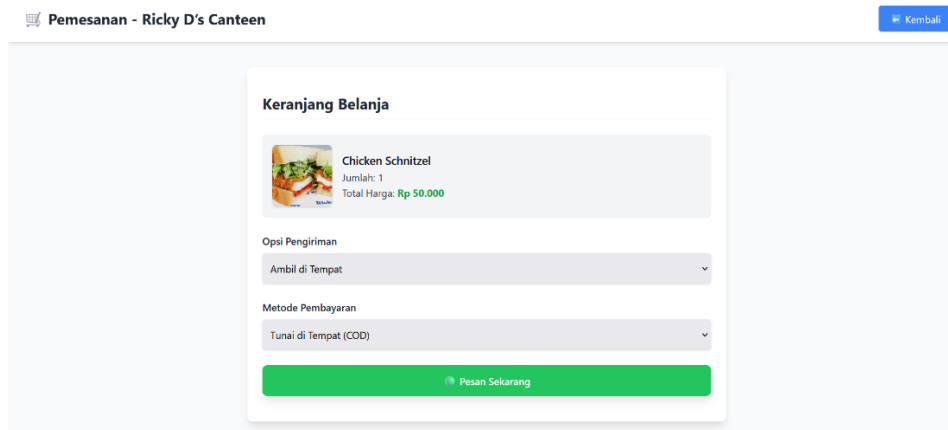 Pemesanan - Ricky D's Canteen
Kembali
Keranjang Belanja
Chicken Schnitzel
Jumlah: 1
Total Harga: Rp 50.000
Opsi Pengiriman
Ambil di Tempat
Metode Pembayaran
Tunai di Tempat (COD)
Pesan Sekarang